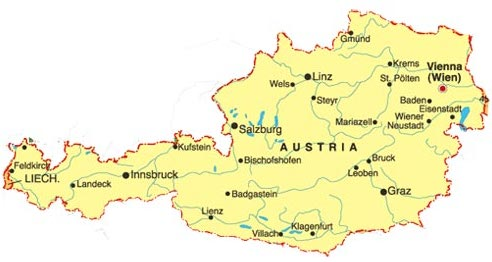 Gmünd
Krems
Vienna
(Wien)
Linz
St. Pölten
Wels
Steyr
Baden
Eisenstadt
Mariazell
Wiener
Neustadt
Salzburg
Kufstein
AUSTRIA
Bischofshofen
Bruck
Feldkirch
LIECH.
Innsbruck
Leoben
Landeck
Badgastein
Graz
Lienz
Villach
Klagenfurt